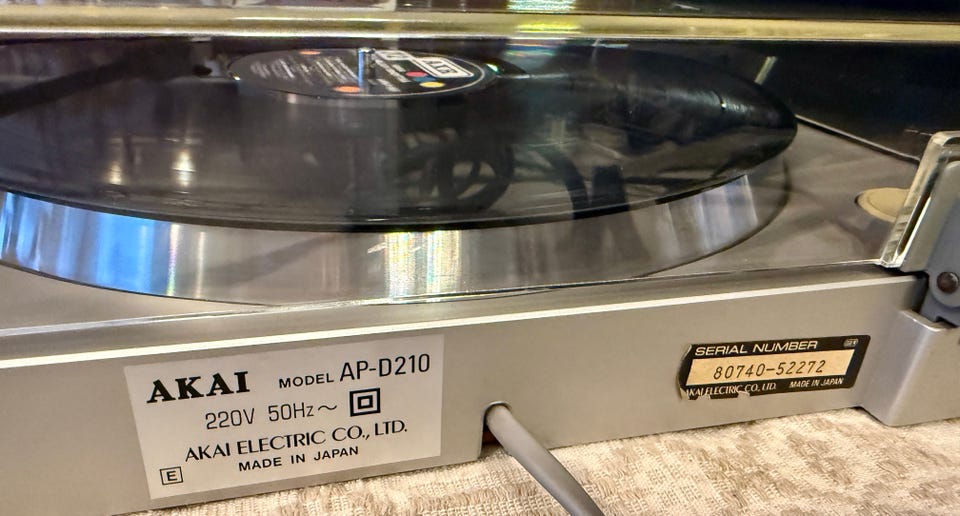 AKAI MODEL AP-D210
220V 50Hz～
AKAI ELECTRIC CO., LTD.
MADE IN JAPAN
E
SERIAL NUMBER
80740-52272
AKAI ELECTRIC CO., LTD. MADE IN JAPAN